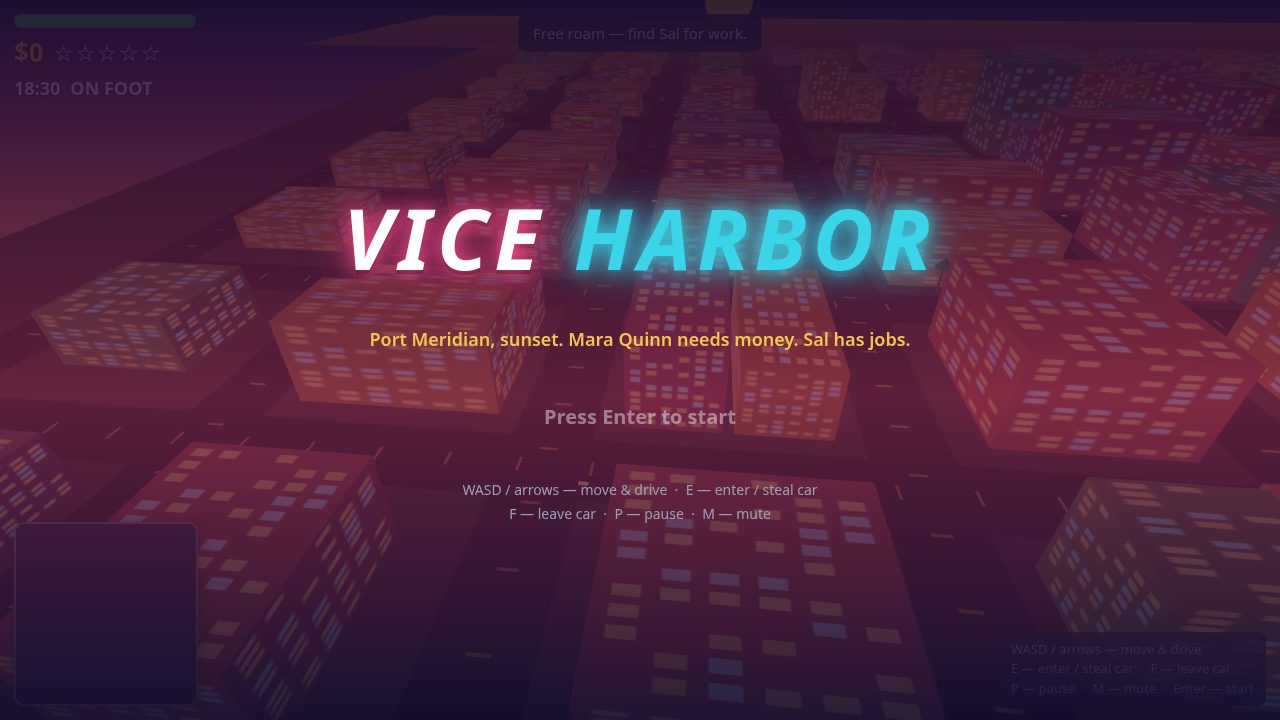 $0 ☆☆☆☆☆
18:30 ON FOOT
Free roam — find Sal for work.
VICE HARBOR
Port Meridian, sunset. Mara Quinn needs money. Sal has jobs.
Press Enter to start
WASD / arrows — move & drive · E — enter / steal car
F — leave car · P — pause · M — mute
WASD / arrows — move & drive
E — enter / steal car · F — leave car
P — pause · M — mute · Enter — start